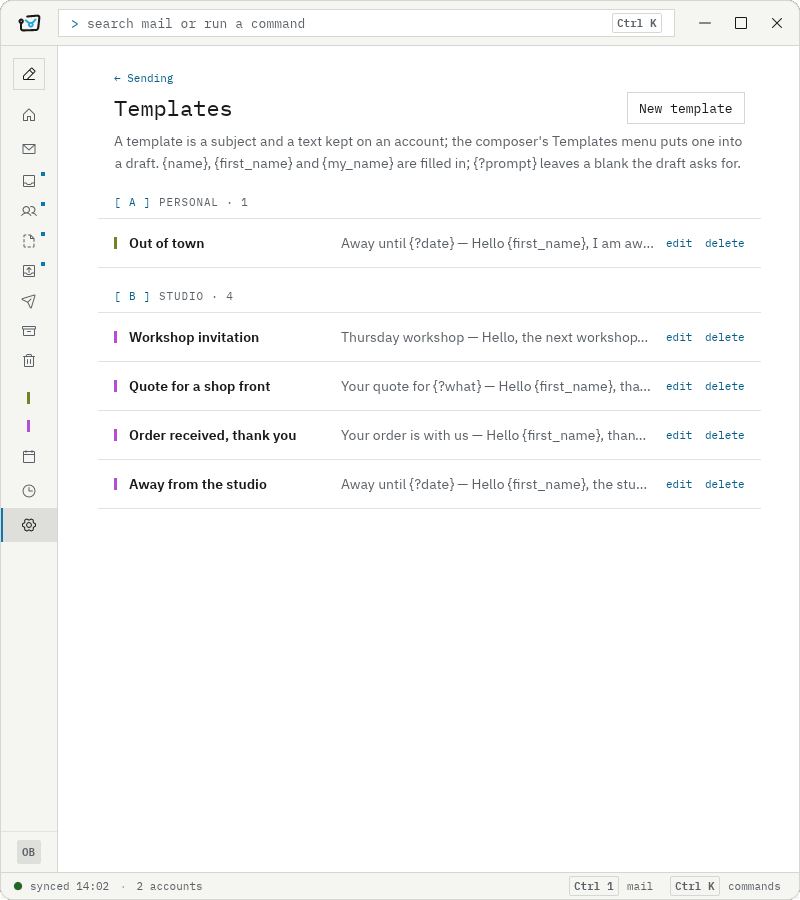 > search mail or run a command Ctrl K
← Sending
Templates
New template
A template is a subject and a text kept on an account; the composer's Templates menu puts one into
a draft. {name}, {first_name} and {my_name} are filled in; {?prompt} leaves a blank the draft asks for.
[ A ] PERSONAL · 1
Out of town Away until {?date} — Hello {first_name}, I am aw... edit delete
[ B ] STUDIO · 4
Workshop invitation Thursday workshop — Hello, the next workshop... edit delete
Quote for a shop front Your quote for {?what} — Hello {first_name}, tha... edit delete
Order received, thank you Your order is with us — Hello {first_name}, than... edit delete
Away from the studio Away until {?date} — Hello {first_name}, the stu... edit delete
OB
synced 14:02 · 2 accounts Ctrl 1 mail Ctrl K commands